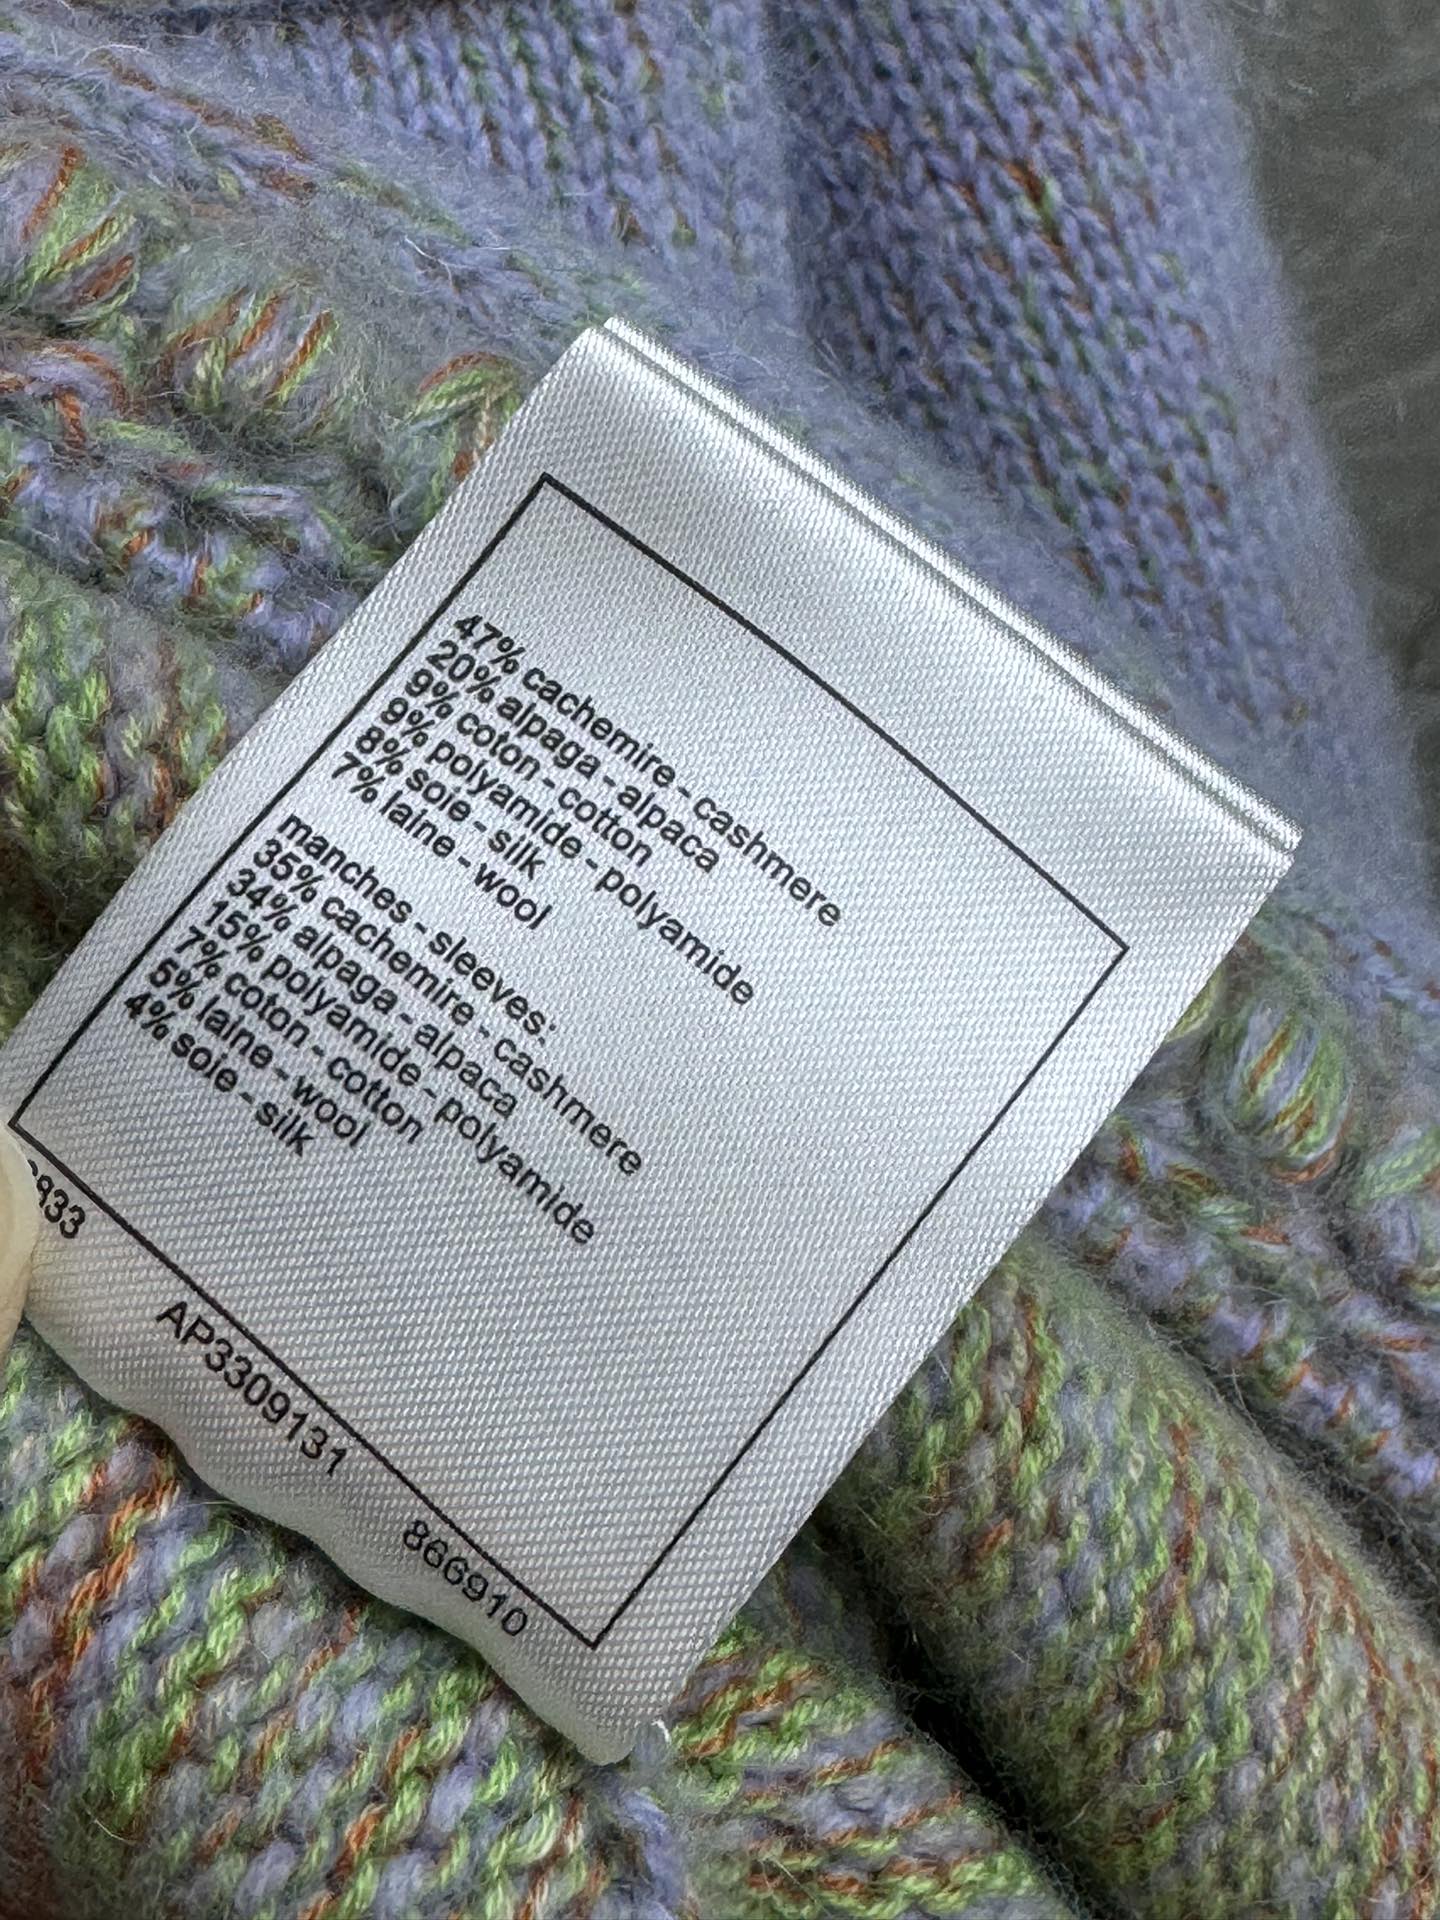 47% cachemire - cashmere
20% alpaga - alpaca
9% coton - cotton
9% polyamide - polyamide
8% soie - silk
7% laine - wool
manches - sleeves:
35% cachemire - cashmere
34% alpaga - alpaca
15% polyamide - polyamide
7% coton - cotton
5% laine - wool
4% soie - silk
AP3309131 866910